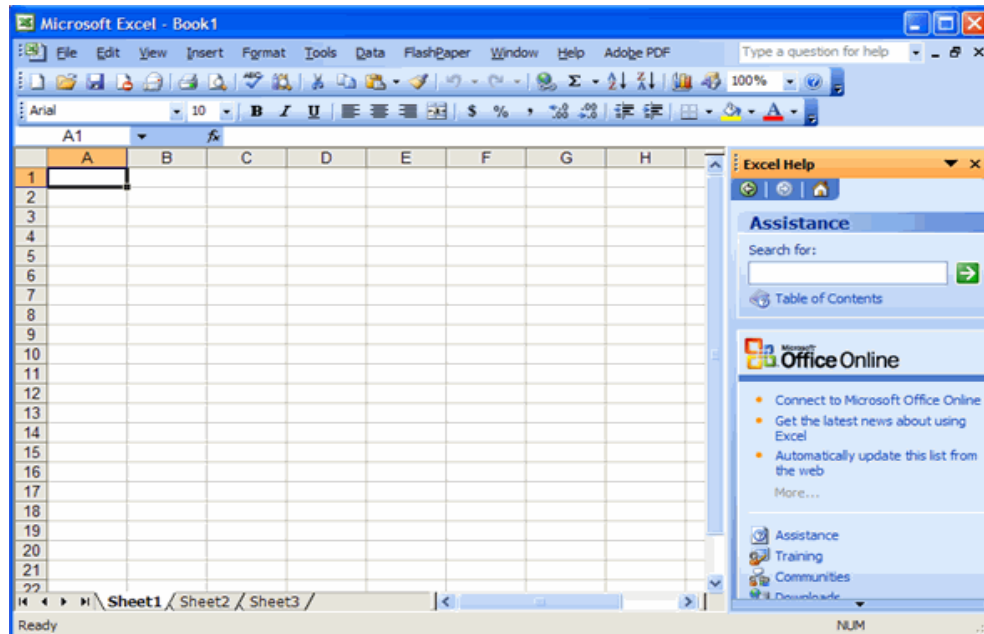 Microsoft Excel - Book1
File Edit View Insert Format Tools Data FlashPaper Window Help Adobe PDF Type a question for help
100%
Arial 10 B I U $ % ,
A1 fx
A B C D E F G H
1
2
3
4
5
6
7
8
9
10
11
12
13
14
15
16
17
18
19
20
21
22
Sheet1 Sheet2 Sheet3
Ready NUM
Excel Help
Assistance
Search for:
Table of Contents
Microsoft
Office Online
Connect to Microsoft Office Online
Get the latest news about using
Excel
Automatically update this list from
the web
More...
Assistance
Training
Communities
Downloads